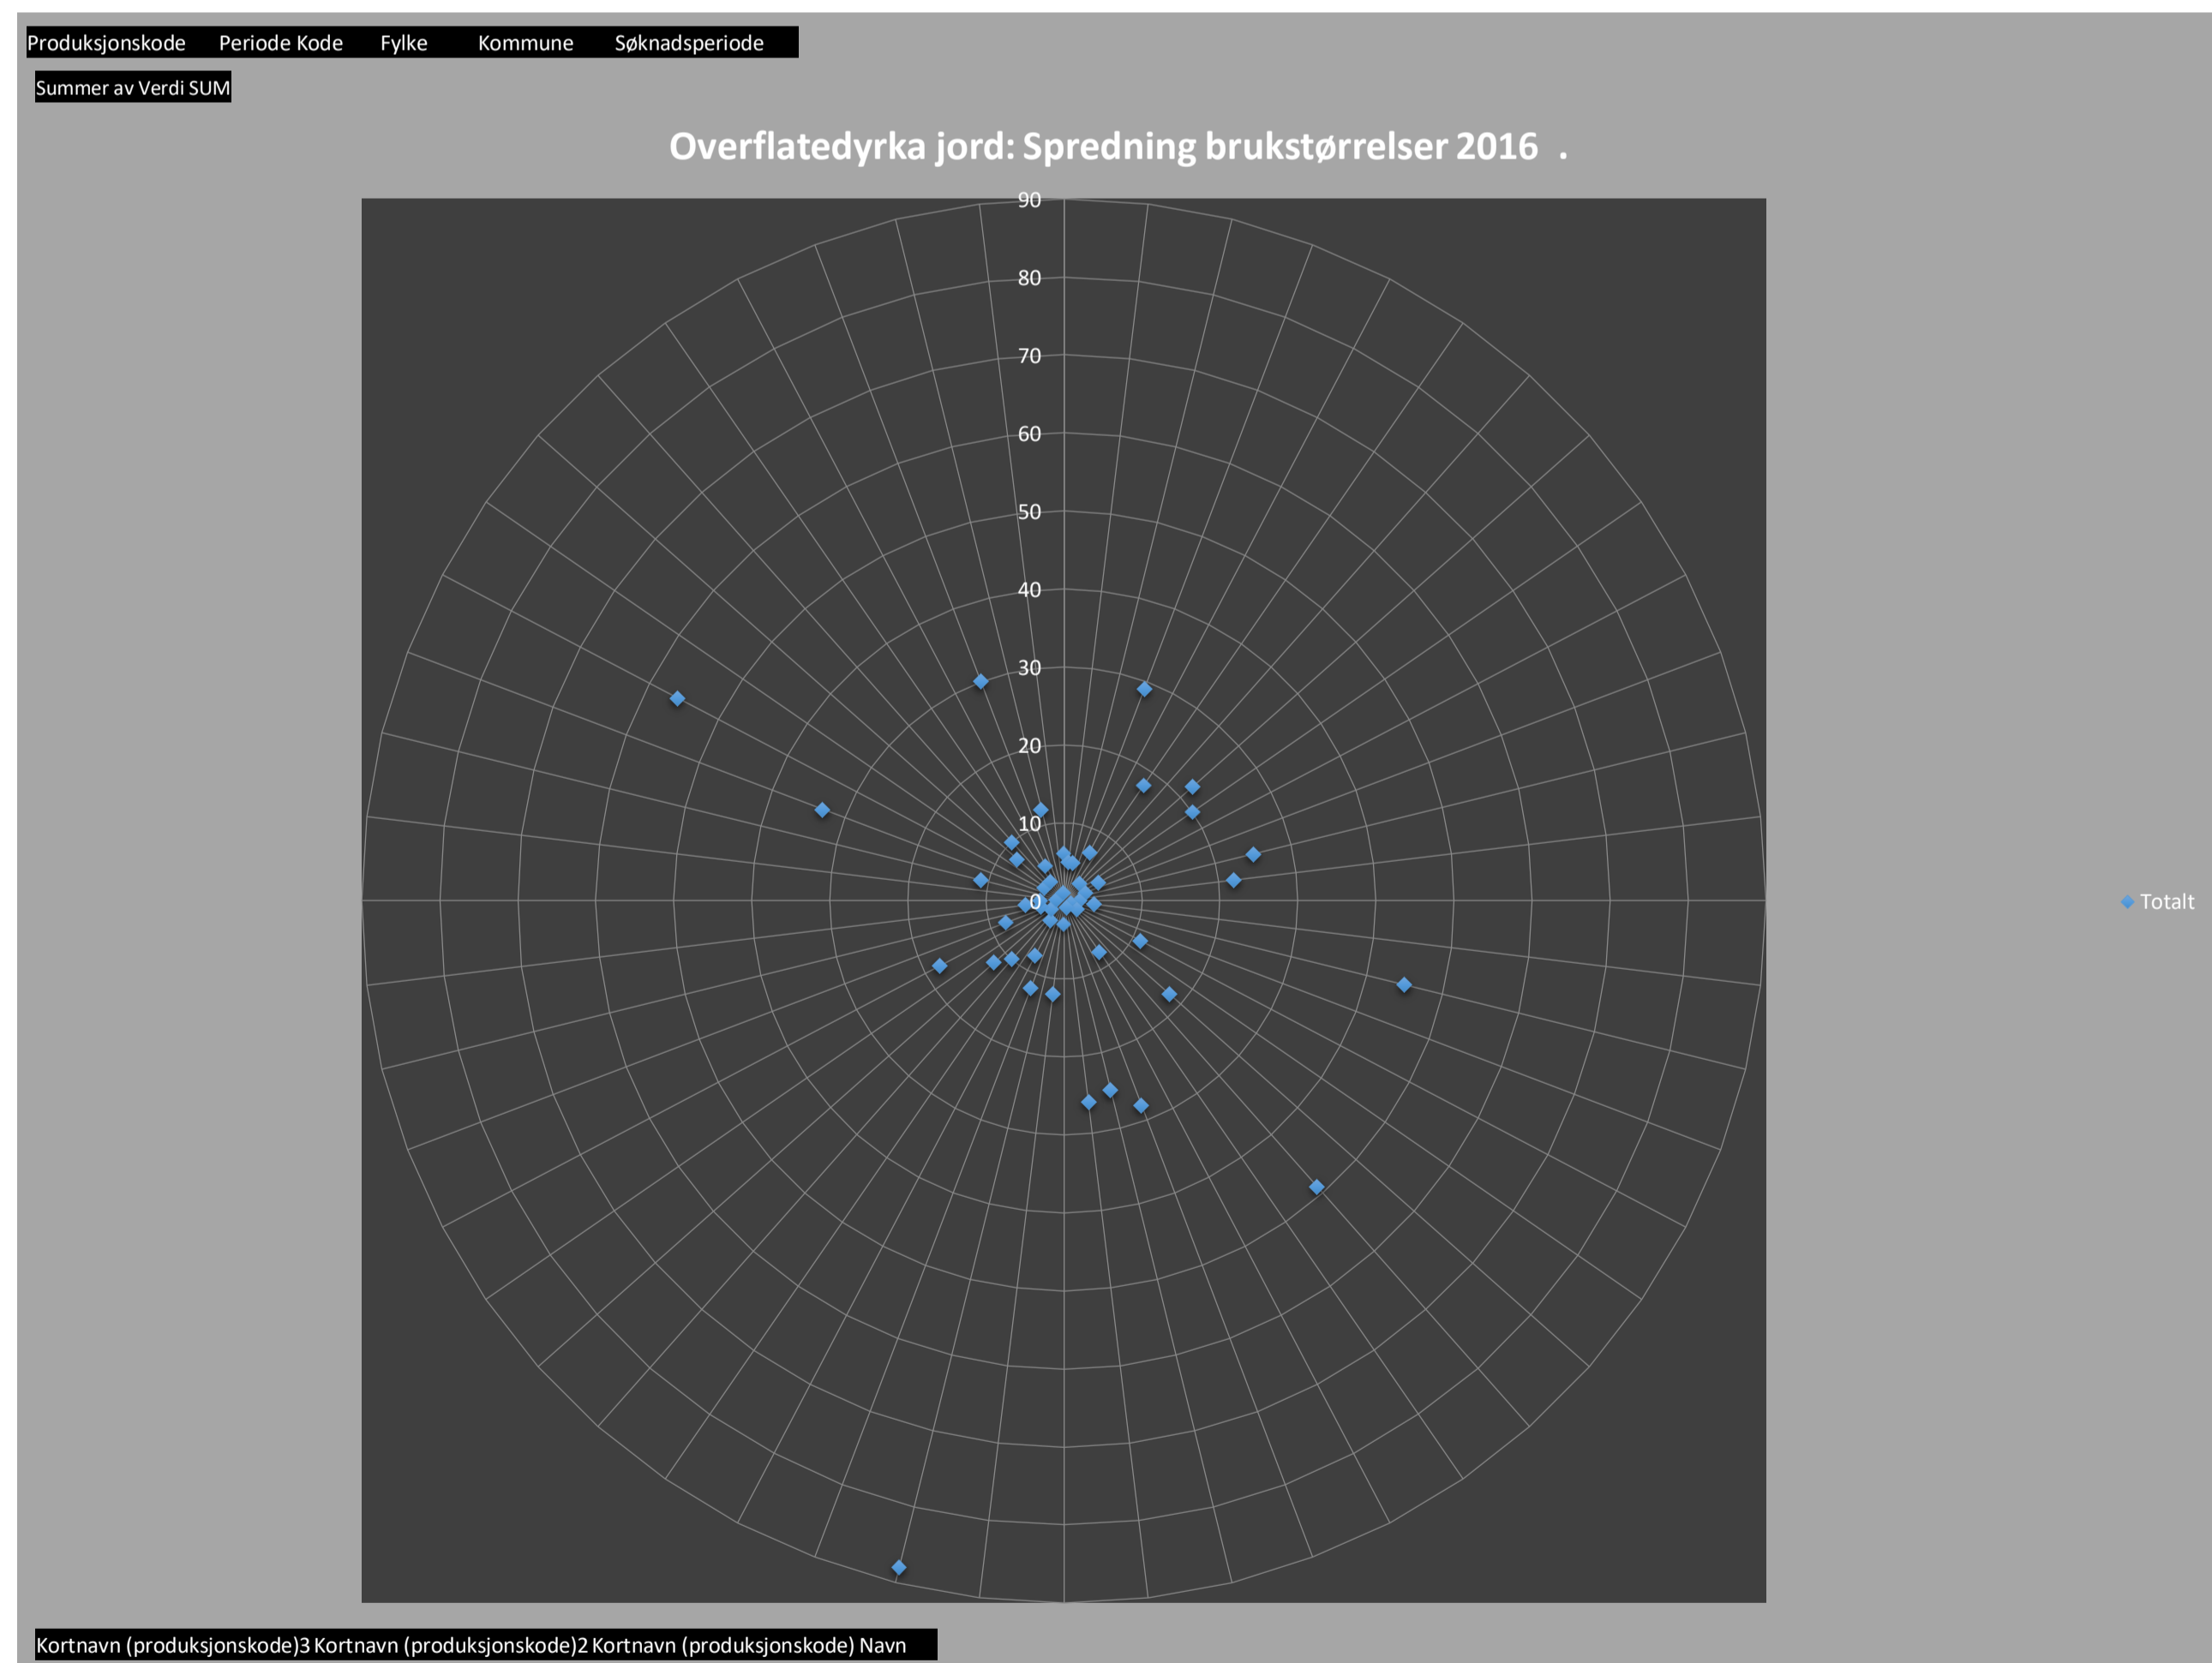 Produksjonskode Periode Kode Fylke Kommune Søknadsperiode
Summer av Verdi SUM
Overflatedyrka jord: Spredning brukstørrelser 2016 .
90
80
70
60
50
40
30
20
10
0
Totalt
Kortnavn (produksjonskode)3 Kortnavn (produksjonskode)2 Kortnavn (produksjonskode) Navn